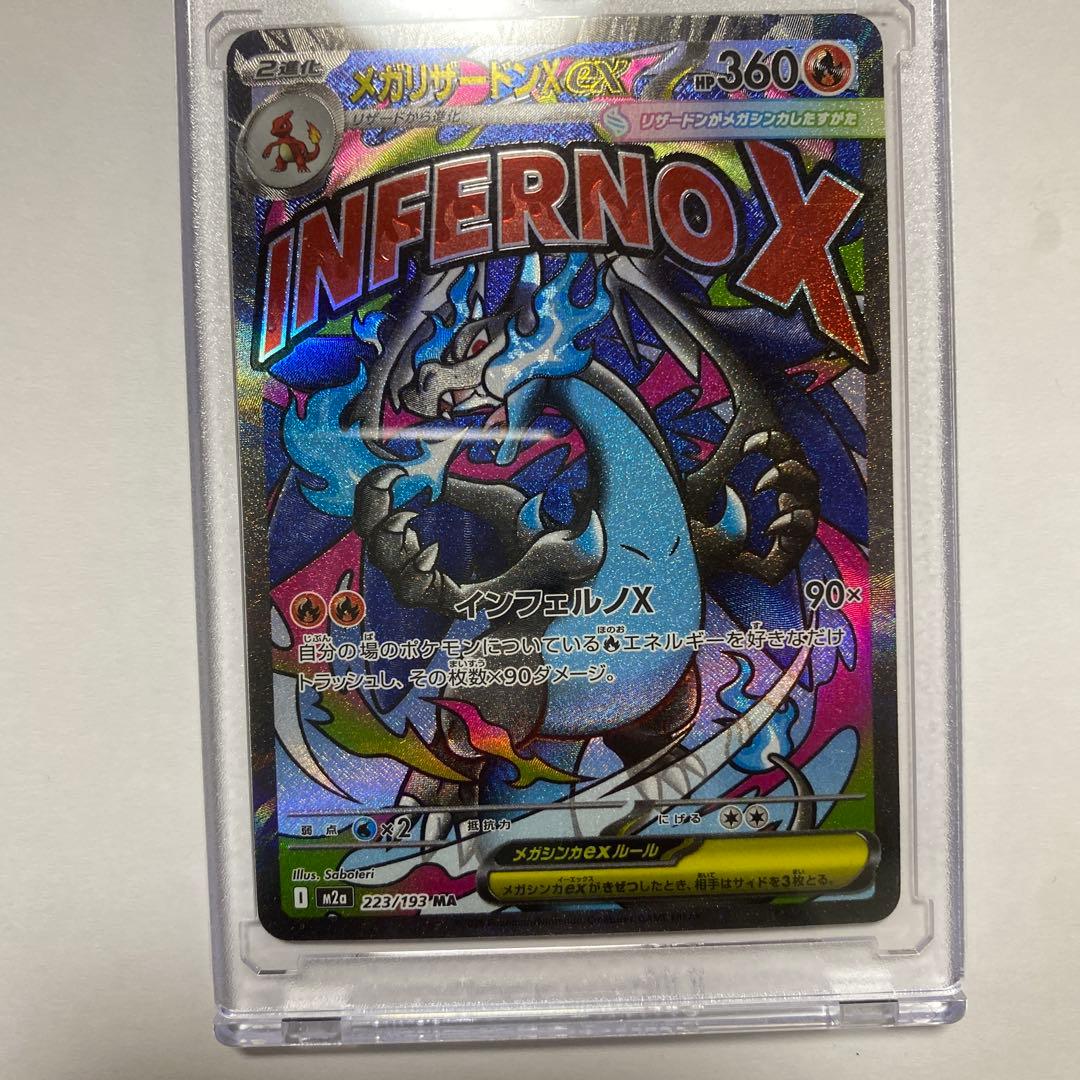 2進化
メガリザードンXex
HP360
リザードから進化
リザードンがメガシンカしたすがた
INFERNO X
インフェルノX 90×
自分の場のポケモンについているエネルギーを好きなだけ
トラッシュし、その枚数×90ダメージ。
弱点 ×2 抵抗力 にげる
メガシンカexルール
メガシンカexがきぜつしたとき、相手はサイドを3枚とる。
Illus. Saboteri
I m2a 223/193 MA